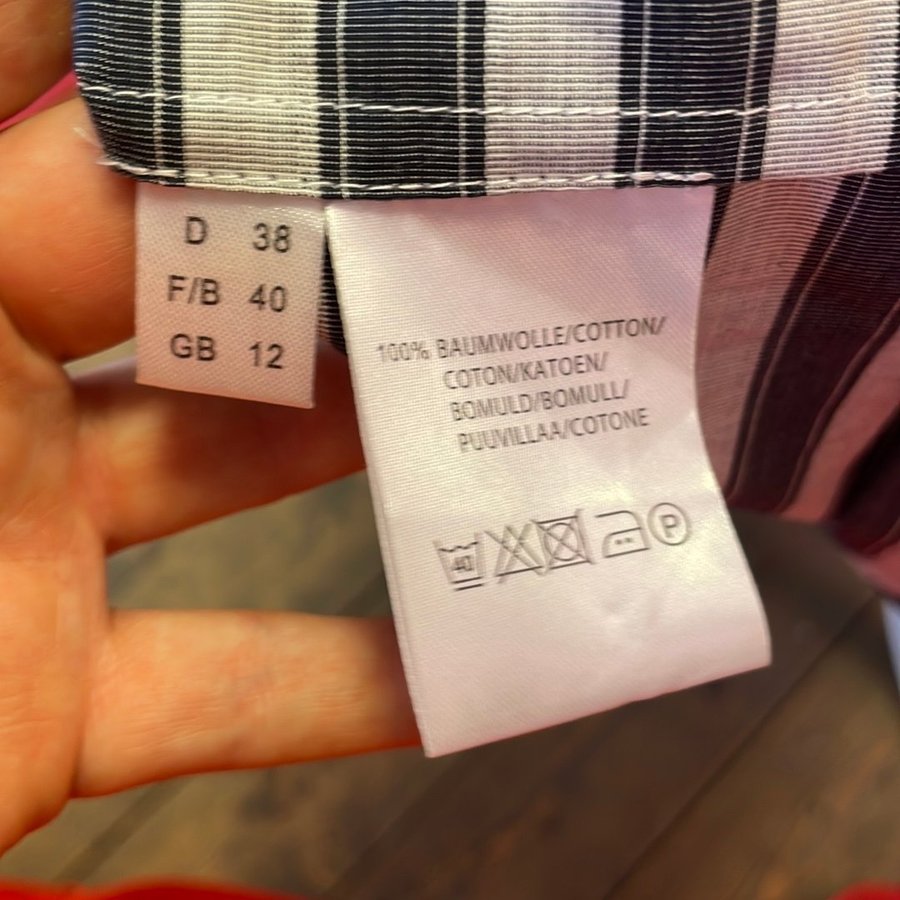 D 38
F/B 40
GB 12
100% BAUMWOLLE/COTTON/
COTON/KATOEN/
BOMULD/BOMULL/
PUUVILLAA/COTONE
40 P